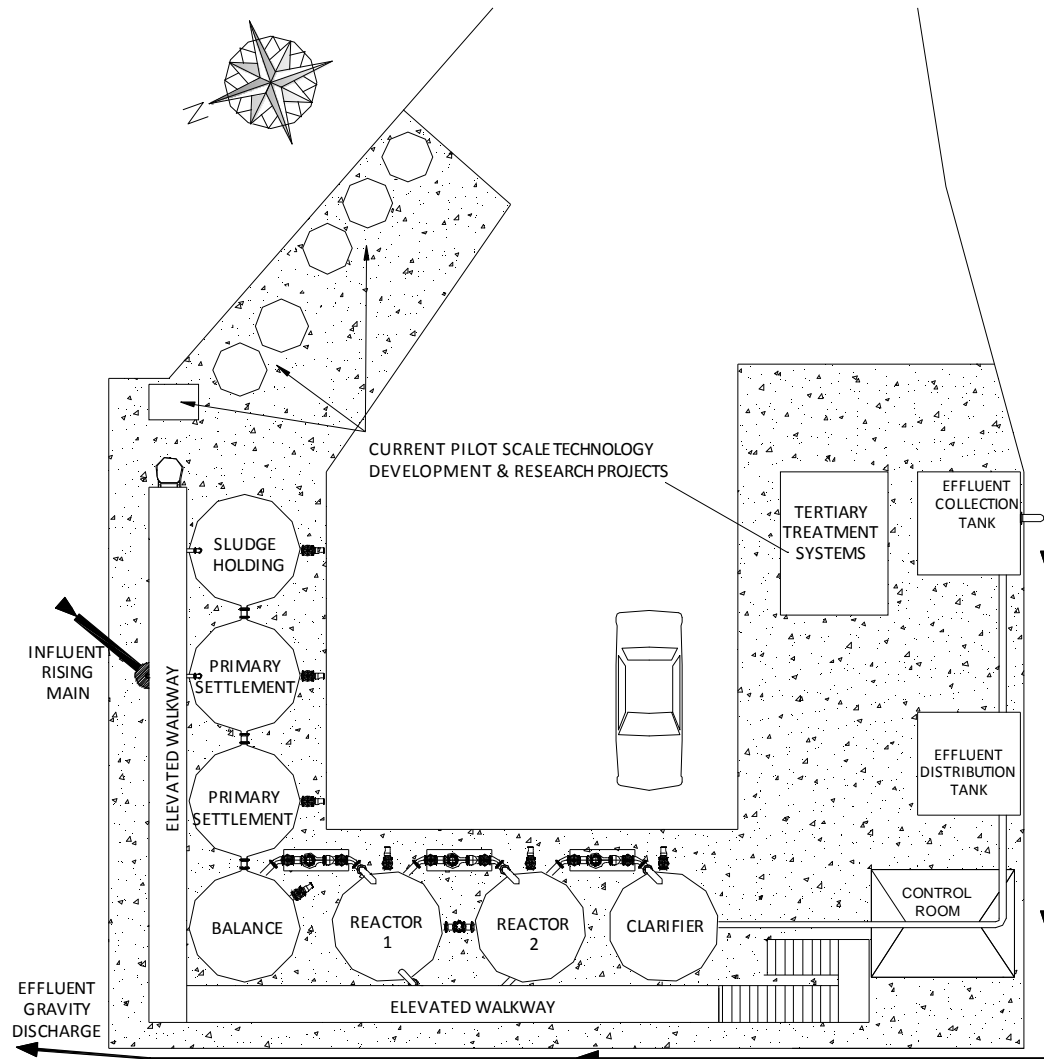 N
CURRENT PILOT SCALE TECHNOLOGY
DEVELOPMENT & RESEARCH PROJECTS
TERTIARY
TREATMENT
SYSTEMS
EFFLUENT
COLLECTION
TANK
SLUDGE
HOLDING
INFLUENT
RISING
MAIN
ELEVATED WALKWAY
PRIMARY
SETTLEMENT
PRIMARY
SETTLEMENT
EFFLUENT
DISTRIBUTION
TANK
BALANCE
REACTOR
1
REACTOR
2
CLARIFIER
CONTROL
ROOM
EFFLUENT
GRAVITY
DISCHARGE
ELEVATED WALKWAY